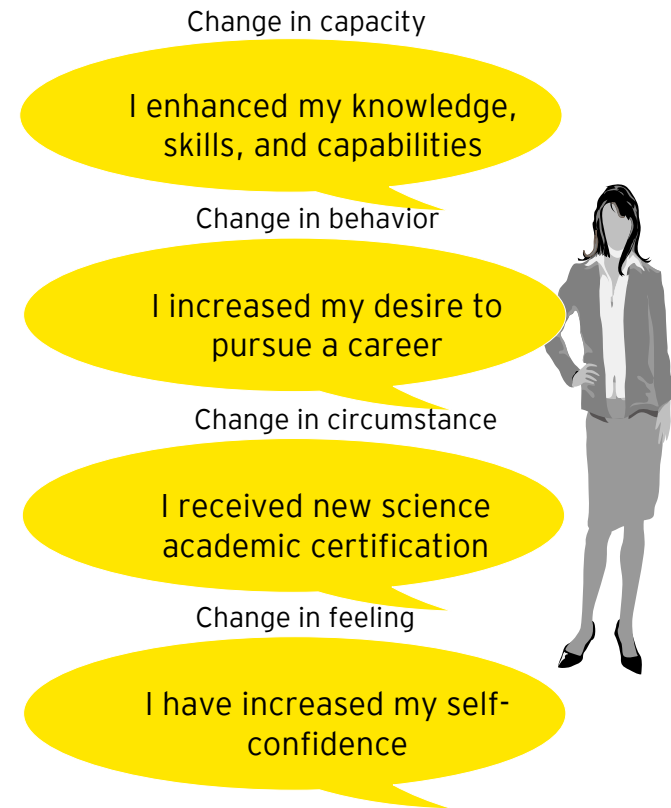 Change in capacity
I enhanced my knowledge,
skills, and capabilities
Change in behavior
I increased my desire to
pursue a career
Change in circumstance
I received new science
academic certification
Change in feeling
I have increased my self-
confidence